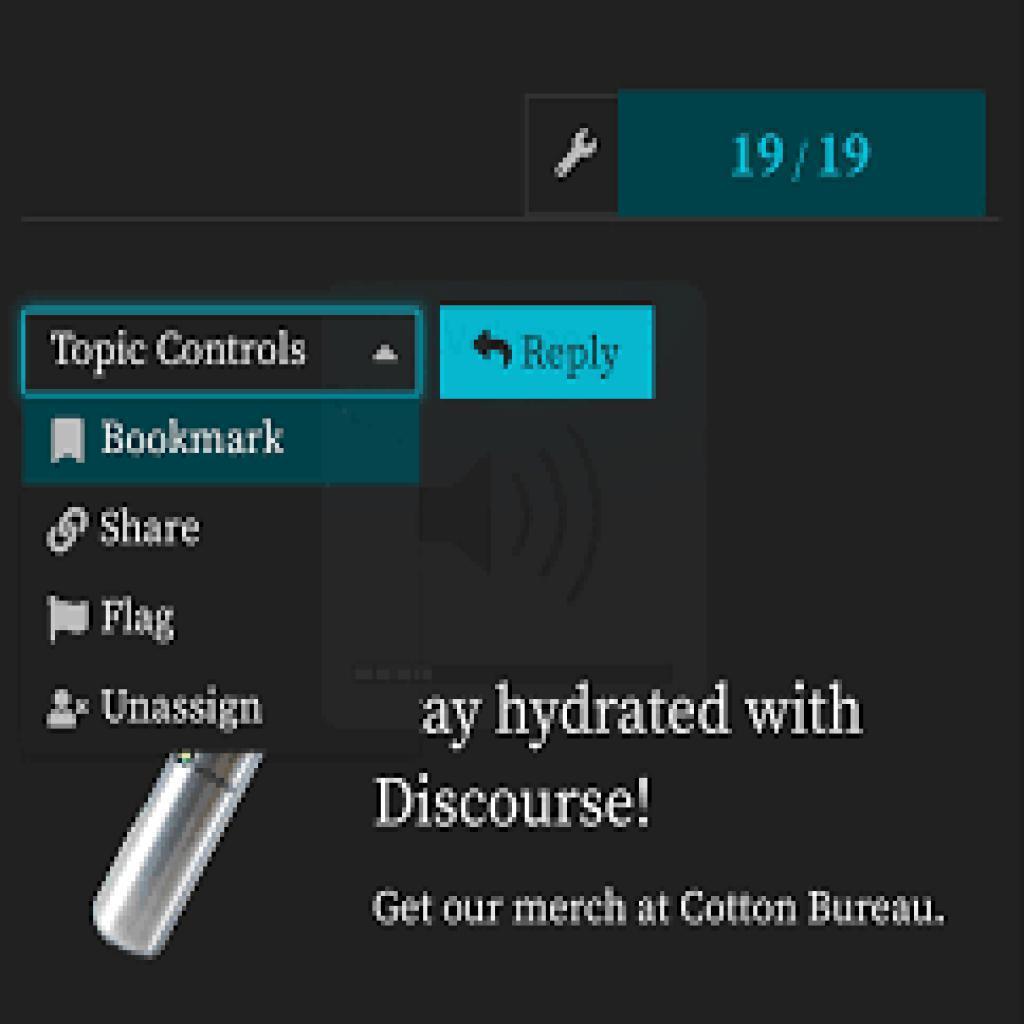 19 / 19
Topic Controls
Reply
Bookmark
Share
Flag
Unassign
ay hydrated with
Discourse!
Get our merch at Cotton Bureau.